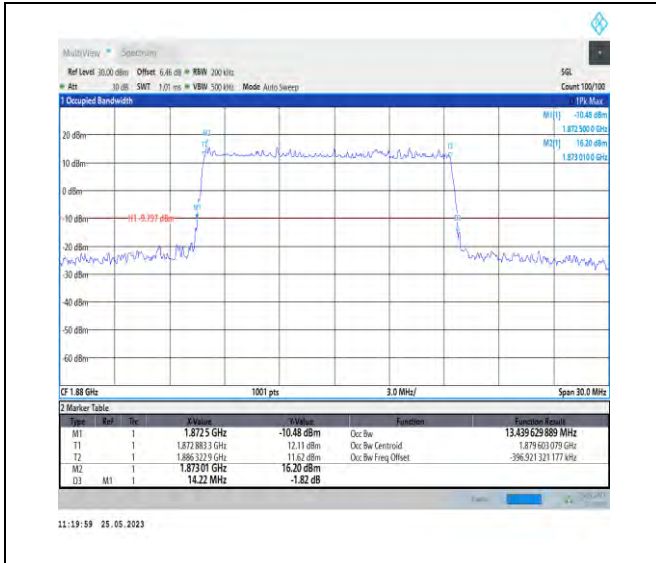 MultiView Spectrum
Ref Level 30.00 dBm Offset 6.46 dB RBW 200 kHz SGL
Att 30 dB SWT 1.01 ms VBW 500 kHz Mode Auto Sweep Count 100/100
1 Occupied Bandwidth 1Pk Max
M1[1] -10.48 dBm
1.872 500 0 GHz
M2[1] 16.20 dBm
1.873 010 0 GHz
20 dBm
M2
T1
T2
10 dBm
0 dBm
M1
-10 dBm H1 -9.797 dBm
D3
-20 dBm
-30 dBm
-40 dBm
-50 dBm
-60 dBm
CF 1.88 GHz 1001 pts 3.0 MHz/ Span 30.0 MHz
2 Marker Table
Type Ref Trc X-Value Y-Value Function Function Result
M1 1 1.8725 GHz -10.48 dBm Occ Bw 13.439 629 889 MHz
T1 1 1.872 883 3 GHz 12.11 dBm Occ Bw Centroid 1.879 603 079 GHz
T2 1 1.886 322 9 GHz 11.62 dBm Occ Bw Freq Offset -396.921 321 177 kHz
M2 1 1.87301 GHz 16.20 dBm
D3 M1 1 14.22 MHz -1.82 dB
11:19:59 25.05.2023